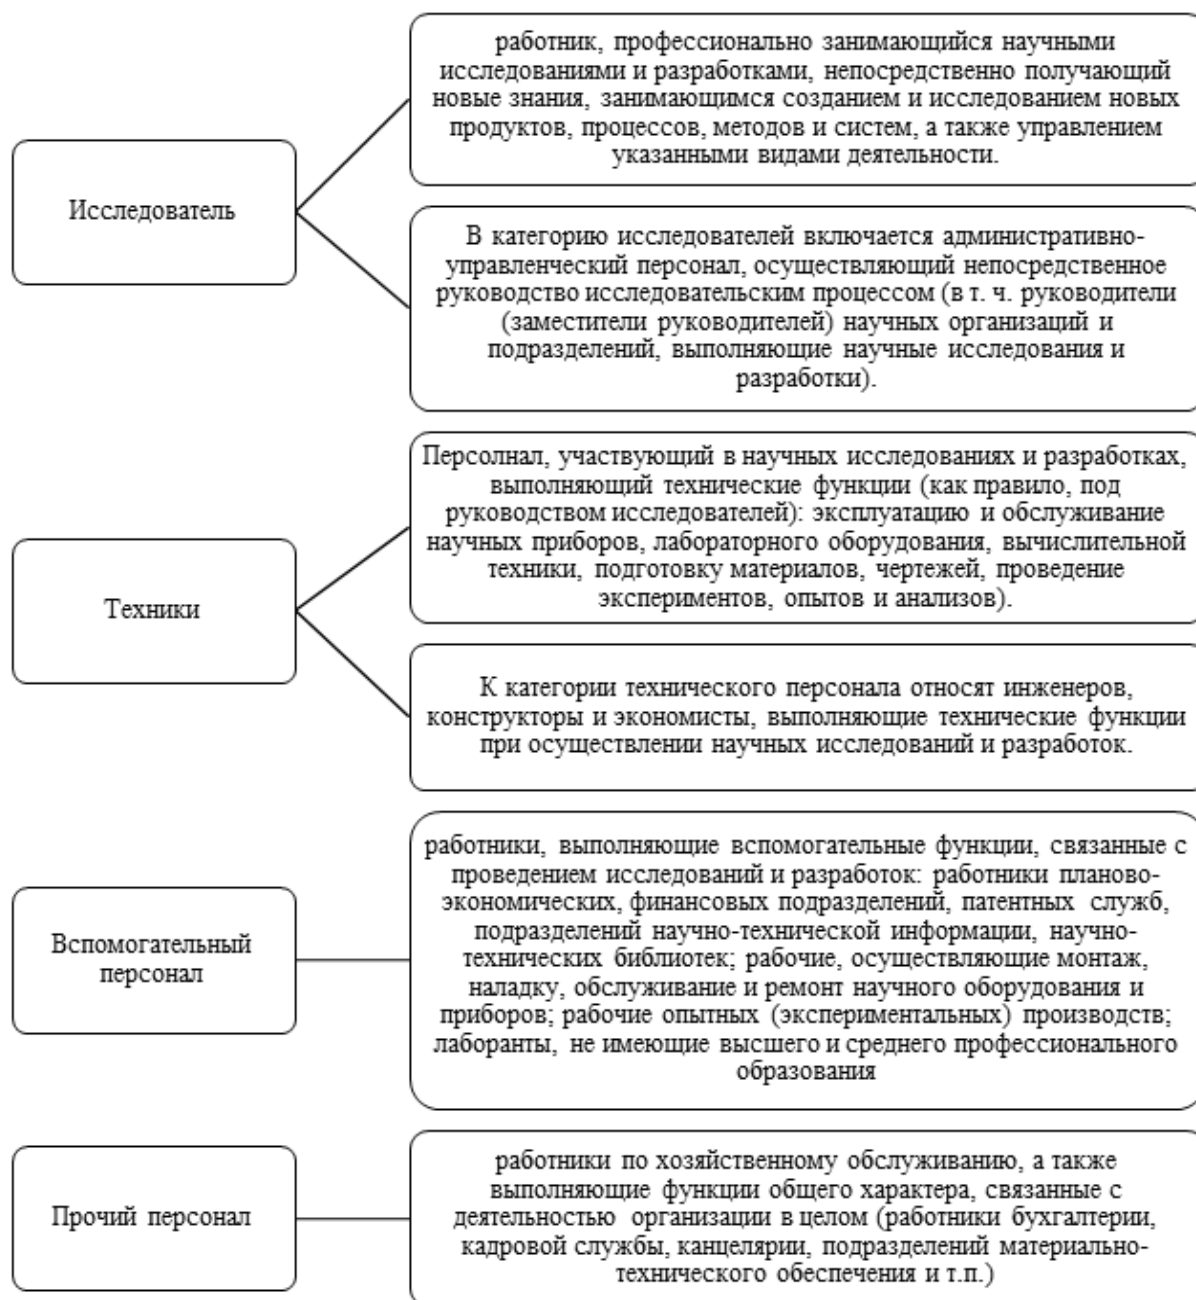 Исследователь
работник, профессионально занимающийся научными
исследованиями и разработками, непосредственно получающий
новые знания, занимающимся созданием и исследованием новых
продуктов, процессов, методов и систем, а также управлением
указанными видами деятельности.
В категорию исследователей включается административно-
управленческий персонал, осуществляющий непосредственное
руководство исследовательским процессом (в т. ч. руководители
(заместители руководителей) научных организаций и
подразделений, выполняющие научные исследования и
разработки).
Техники
Персолнал, участвующий в научных исследованиях и разработках,
выполняющий технические функции (как правило, под
руководством исследователей): эксплуатацию и обслуживание
научных приборов, лабораторного оборудования, вычислительной
техники, подготовку материалов, чертежей, проведение
экспериментов, опытов и анализов).
К категории технического персонала относят инженеров,
конструкторы и экономисты, выполняющие технические функции
при осуществлении научных исследований и разработок.
Вспомогательный
персонал
работники, выполняющие вспомогательные функции, связанные с
проведением исследований и разработок: работники планово-
экономических, финансовых подразделений, патентных служб,
подразделений научно-технической информации, научно-
технических библиотек; рабочие, осуществляющие монтаж,
наладку, обслуживание и ремонт научного оборудования и
приборов; рабочие опытных (экспериментальных) производств;
лаборанты, не имеющие высшего и среднего профессионального
образования
Прочий персонал
работники по хозяйственному обслуживанию, а также
выполняющие функции общего характера, связанные с
деятельностью организации в целом (работники бухгалтерии,
кадровой службы, канцелярии, подразделений материально-
технического обеспечения и т.п.)